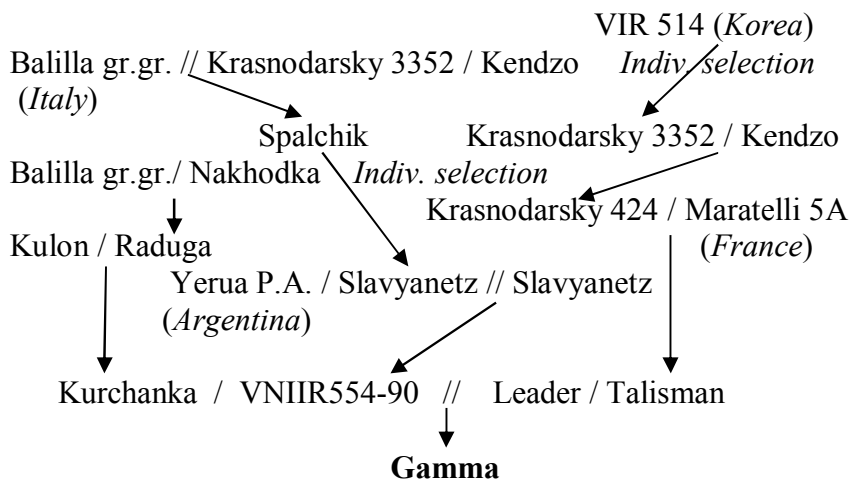 VIR 514 (Korea)
Balilla gr.gr. // Krasnodarsky 3352 / Kendzo Indiv. selection
(Italy)
Spalchik Krasnodarsky 3352 / Kendzo
Balilla gr.gr./ Nakhodka Indiv. selection
Krasnodarsky 424 / Maratelli 5A
Kulon / Raduga (France)
Yerua P.A. / Slavyanetz // Slavyanetz
(Argentina)
Kurchanka / VNIIR554-90 // Leader / Talisman
Gamma